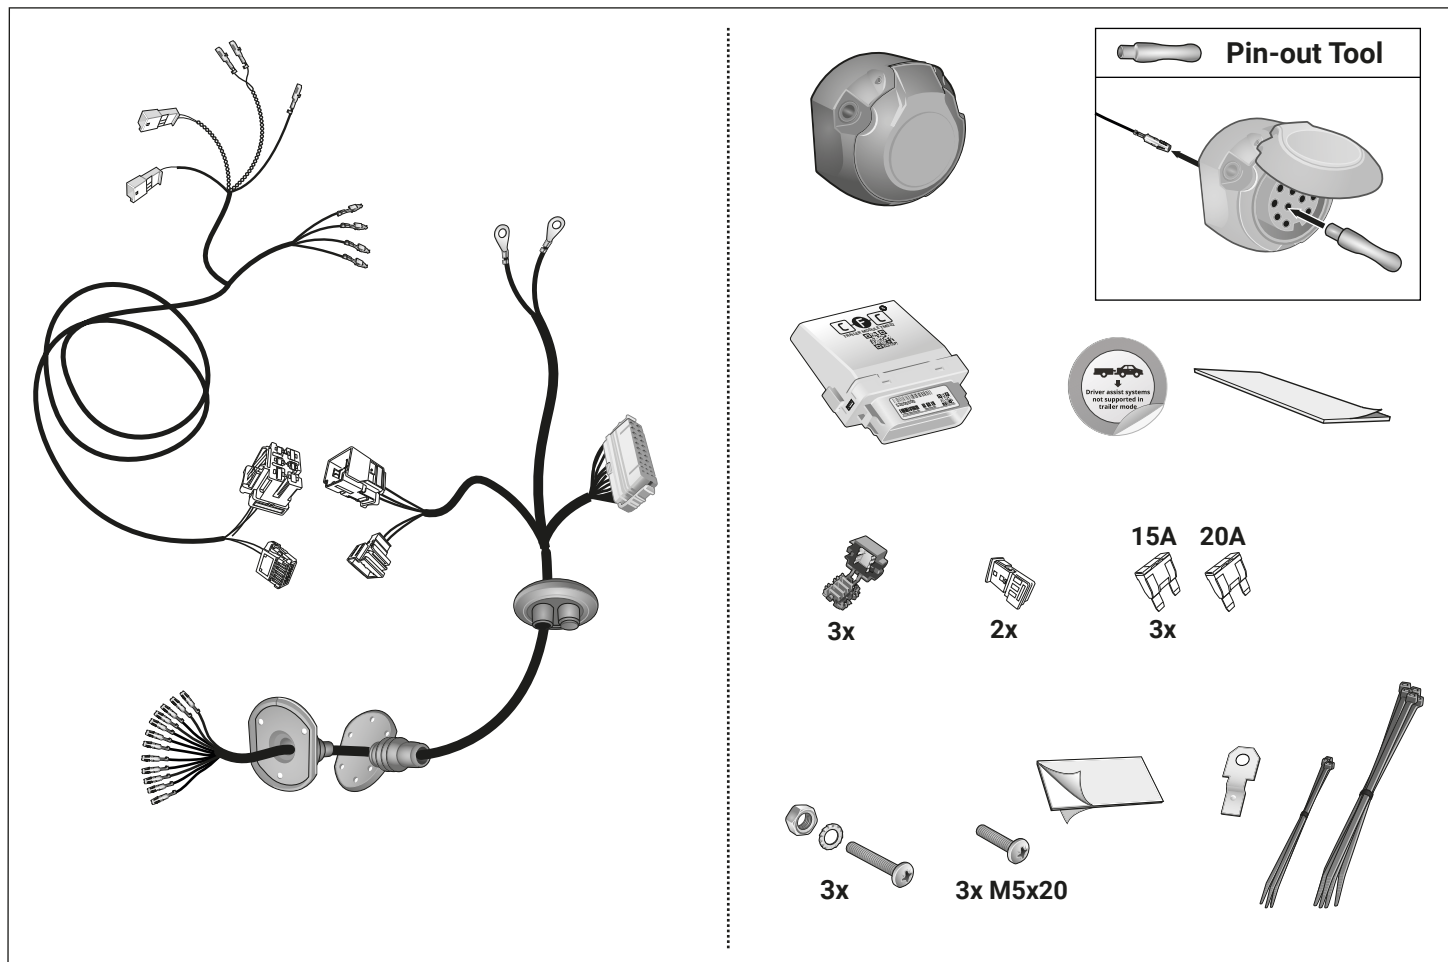 Pin-out Tool
C F C
Driver assist systems
not supported in
trailer mode
15A 20A
3x
2x
3x
3x
3x M5x20